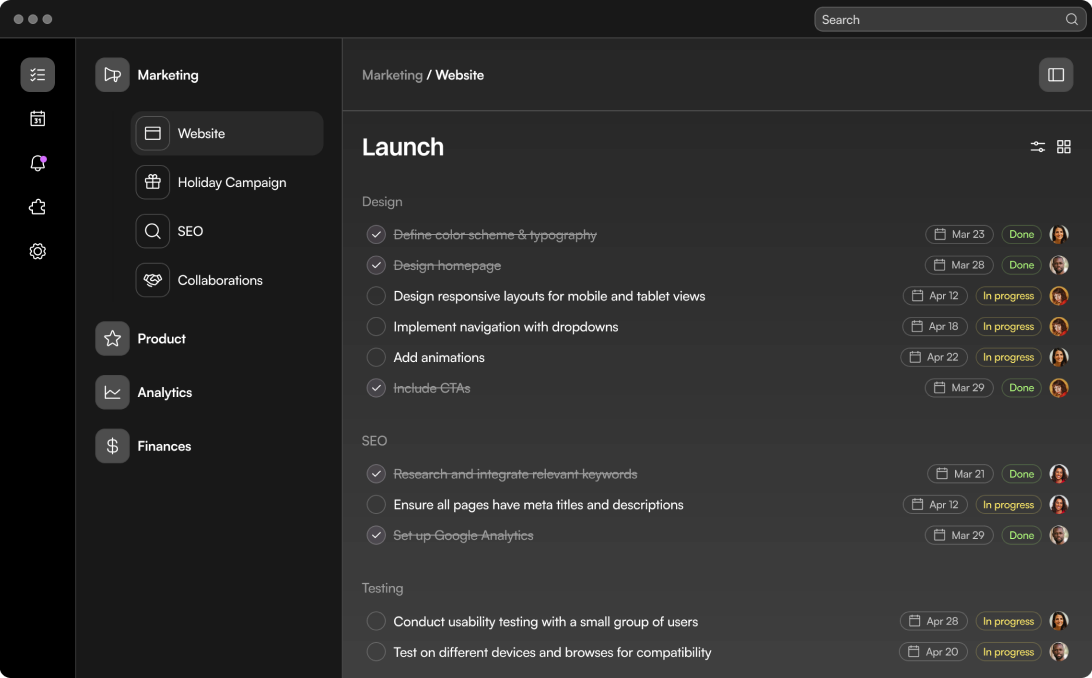 Search
31
Marketing
Website
Holiday Campaign
SEO
Collaborations
Product
Analytics
Finances
Marketing / Website
Launch
Design
Define color scheme & typography Mar 23 Done
Design homepage Mar 28 Done
Design responsive layouts for mobile and tablet views Apr 12 In progress
Implement navigation with dropdowns Apr 18 In progress
Add animations Apr 22 In progress
Include CTAs Mar 29 Done
SEO
Research and integrate relevant keywords Mar 21 Done
Ensure all pages have meta titles and descriptions Apr 12 In progress
Set up Google Analytics Mar 29 Done
Testing
Conduct usability testing with a small group of users Apr 28 In progress
Test on different devices and browses for compatibility Apr 20 In progress